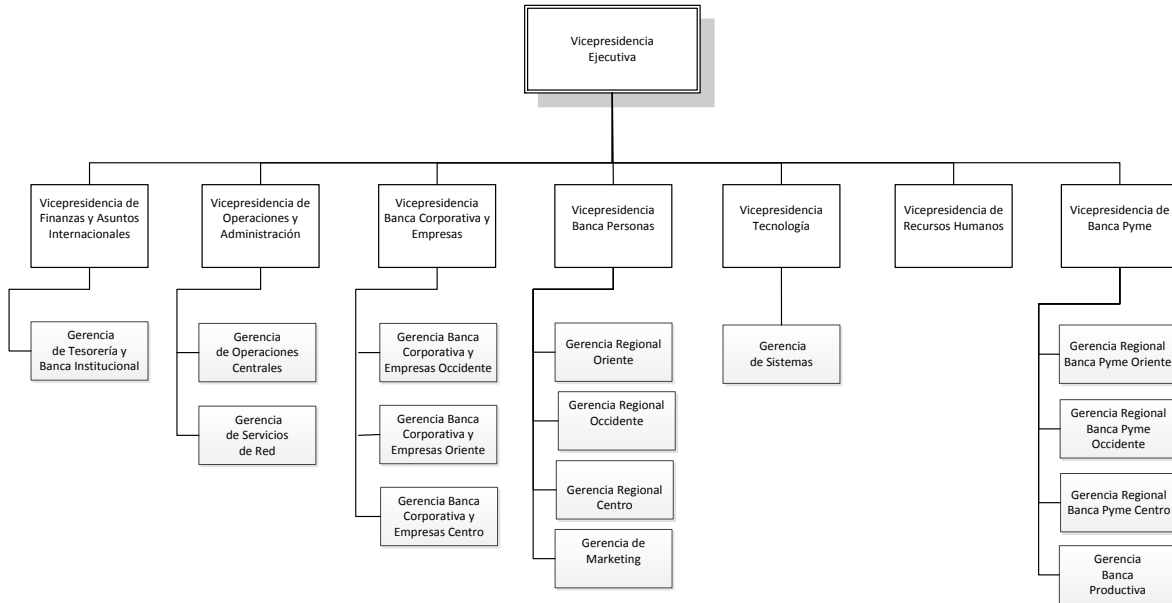 Vicepresidencia
Ejecutiva
Vicepresidencia de
Finanzas y Asuntos
Internacionales
Vicepresidencia de
Operaciones y
Administración
Vicepresidencia
Banca Corporativa y
Empresas
Vicepresidencia
Banca Personas
Vicepresidencia
Tecnología
Vicepresidencia de
Recursos Humanos
Vicepresidencia de
Banca Pyme
Gerencia
de Tesorería y
Banca Institucional
Gerencia
de Operaciones
Centrales
Gerencia
de Servicios
de Red
Gerencia Banca
Corporativa y
Empresas Occidente
Gerencia Banca
Corporativa y
Empresas Oriente
Gerencia Banca
Corporativa y
Empresas Centro
Gerencia Regional
Oriente
Gerencia Regional
Occidente
Gerencia Regional
Centro
Gerencia de
Marketing
Gerencia
de Sistemas
Gerencia Regional
Banca Pyme Oriente
Gerencia Regional
Banca Pyme
Occidente
Gerencia Regional
Banca Pyme Centro
Gerencia
Banca
Productiva